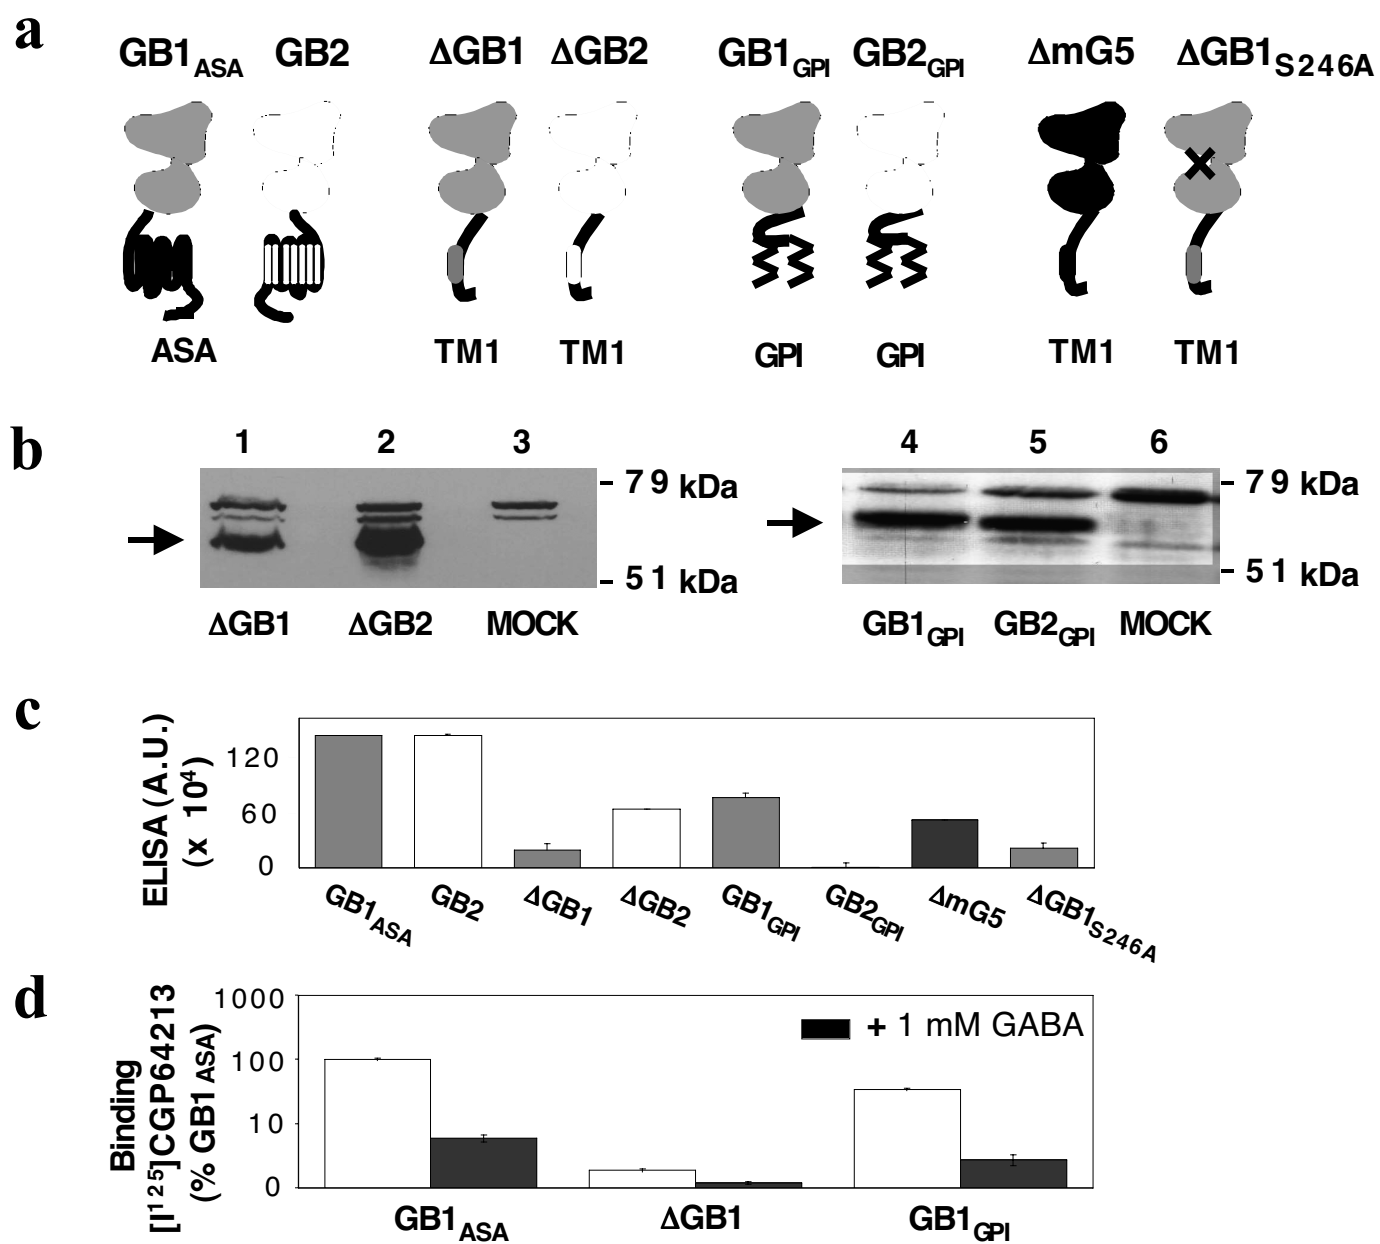 a
GB1ASA GB2 ΔGB1 ΔGB2 GB1GPI GB2GPI ΔmG5 ΔGB1S246A
ASA TM1 TM1 GPI GPI TM1 TM1
b
1 2 3 4 5 6
79 kDa 79 kDa
51 kDa 51 kDa
ΔGB1 ΔGB2 MOCK GB1GPI GB2GPI MOCK
c
ELISA (A.U.)
(x 10⁴)
120
60
0
GB1ASA GB2 ΔGB1 ΔGB2 GB1GPI GB2GPI ΔmG5 ΔGB1S246A
d
Binding
[I¹²⁵]CGP64213
(% GB1 ASA)
1000
100
10
0
+ 1 mM GABA
GB1ASA ΔGB1 GB1GPI